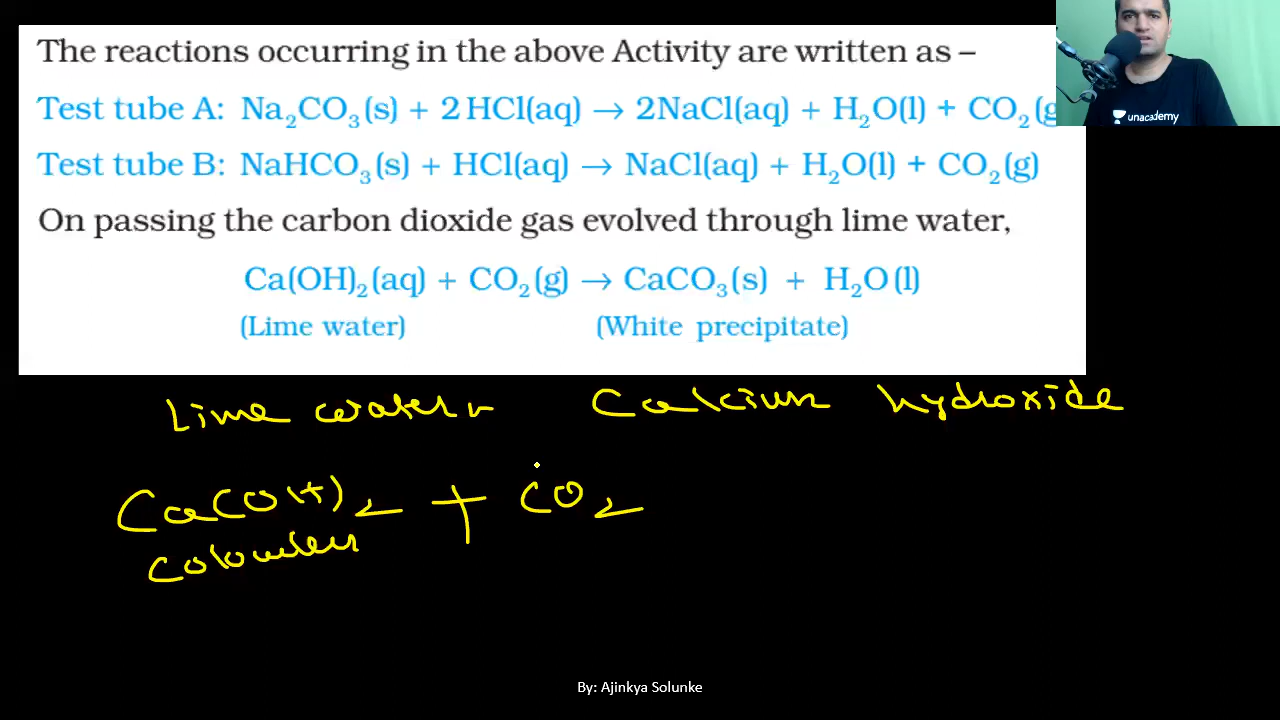 The reactions occurring in the above Activity are written as –
Test tube A: Na₂CO₃(s) + 2HCl(aq) → 2NaCl(aq) + H₂O(l) + CO₂(g
Test tube B: NaHCO₃(s) + HCl(aq) → NaCl(aq) + H₂O(l) + CO₂(g)
On passing the carbon dioxide gas evolved through lime water,
Ca(OH)₂(aq) + CO₂(g) → CaCO₃(s) + H₂O(l)
(Lime water) (White precipitate)
unacademy
Lime water Calcium hydroxide
Ca(OH)₂ + CO₂
By: Ajinkya Solunke